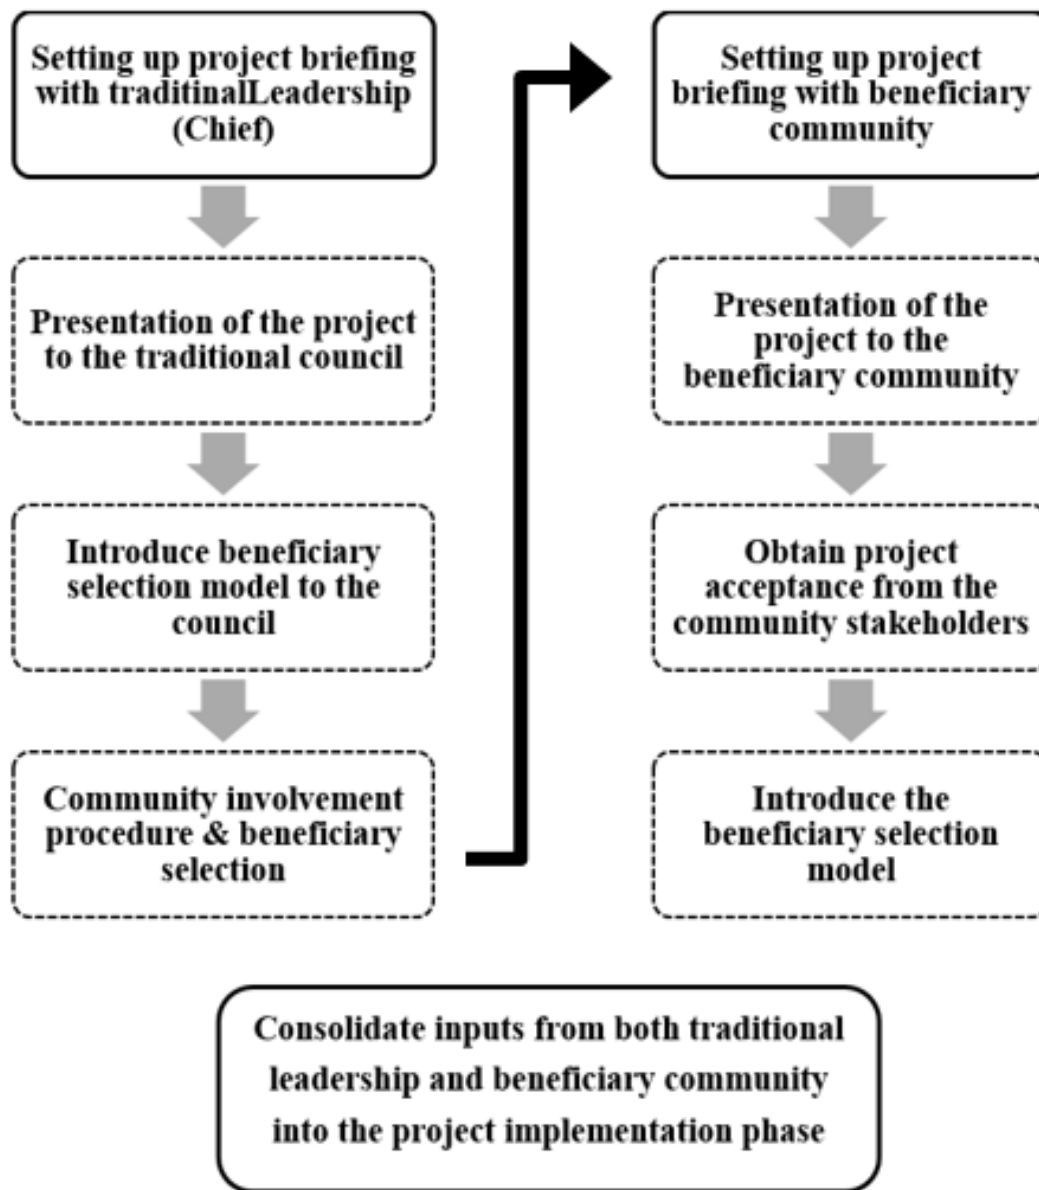 Setting up project briefing
with traditinalLeadership
(Chief)
Presentation of the project
to the traditional council
Introduce beneficiary
selection model to the
council
Community involvement
procedure & beneficiary
selection
Setting up project
briefing with beneficiary
community
Presentation of the
project to the
beneficiary community
Obtain project
acceptance from the
community stakeholders
Introduce the
beneficiary selection
model
Consolidate inputs from both traditional
leadership and beneficiary community
into the project implementation phase